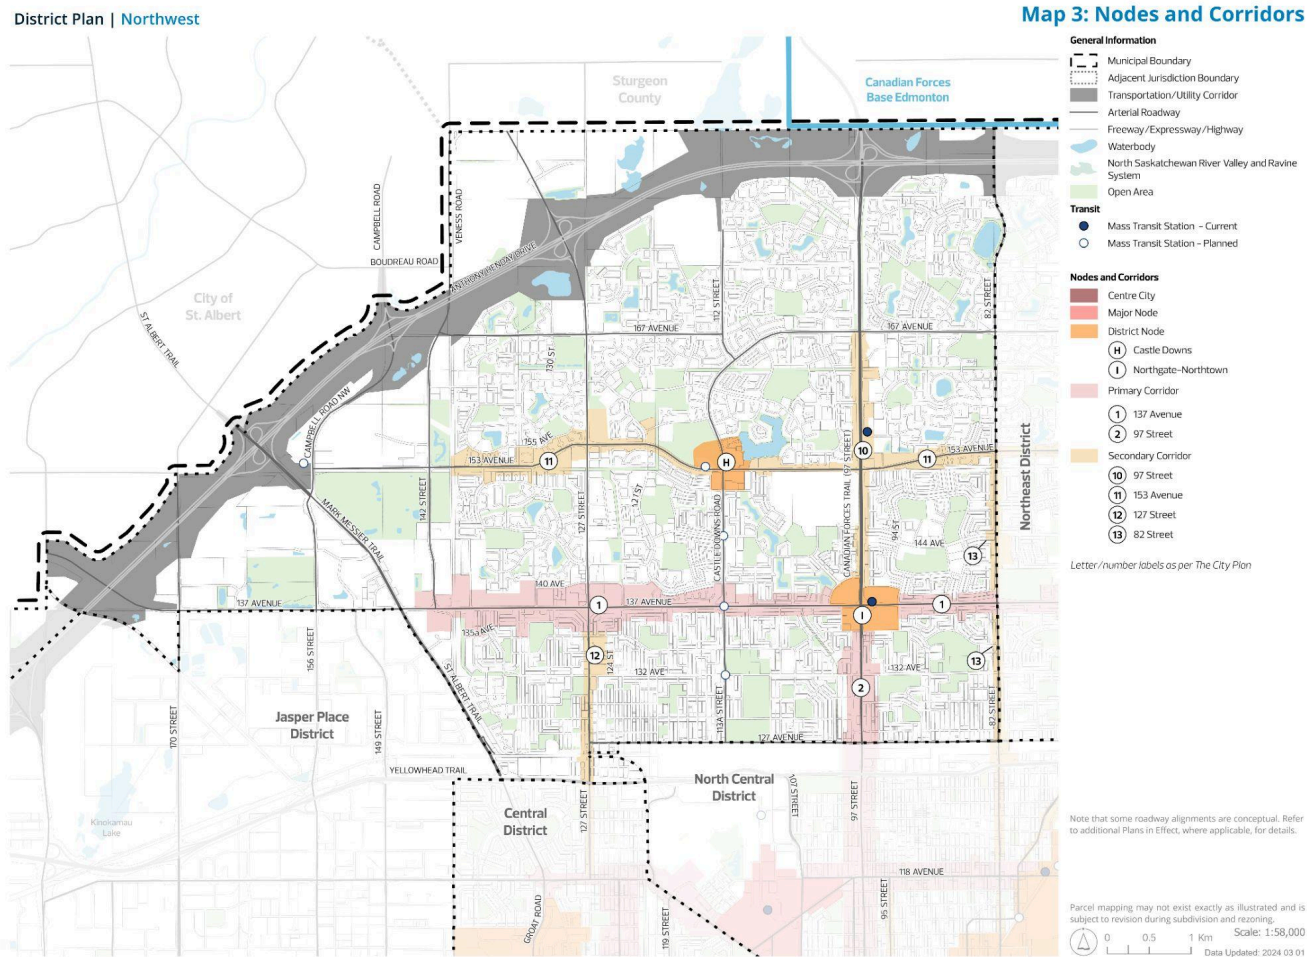 District Plan | Northwest
Map 3: Nodes and Corridors
General Information
Municipal Boundary
Adjacent Jurisdiction Boundary
Transportation/Utility Corridor
Arterial Roadway
Freeway/Expressway/Highway
Waterbody
North Saskatchewan River Valley and Ravine
System
Open Area
Transit
Mass Transit Station - Current
Mass Transit Station - Planned
Nodes and Corridors
Centre City
Major Node
District Node
H Castle Downs
I Northgate-Northtown
Primary Corridor
1 137 Avenue
2 97 Street
Secondary Corridor
10 97 Street
11 153 Avenue
12 127 Street
13 82 Street
Letter/number labels as per The City Plan
Note that some roadway alignments are conceptual. Refer
to additional Plans in Effect, where applicable, for details.
Parcel mapping may not exist exactly as illustrated and is
subject to revision during subdivision and rezoning.
0 0.5 1 Km
Scale: 1:58,000
Data Updated: 2024 03 01
Sturgeon
County
Canadian Forces
Base Edmonton
CAMPBELL ROAD
VENESS ROAD
BOUDREAU ROAD
ANTHONY HENDAY DRIVE
City of
St. Albert
ST ALBERT TRAIL
112 STREET
82 STREET
167 AVENUE
167 AVENUE
130 ST
CAMPBELL ROAD NW
155 AVE
153 AVENUE
11
H
10
11
153 AVENUE
Northeast District
142 STREET
127 STREET
121 ST
CASTLE DOWNS ROAD
CANADIAN FORCES TRAIL (97 STREET)
94 ST
144 AVE
13
MARK MESSIER TRAIL
140 AVE
137 AVENUE
1
137 AVENUE
I
1
135a AVE
12
124 ST
132 AVE
132 AVE
13
2
156 STREET
ST ALBERT TRAIL
113A STREET
82 STREET
127 AVENUE
170 STREET
Jasper Place
District
149 STREET
YELLOWHEAD TRAIL
North Central
District
107 STREET
97 STREET
Central
District
127 STREET
Kinokamau
Lake
118 AVENUE
GROAT ROAD
119 STREET
95 STREET